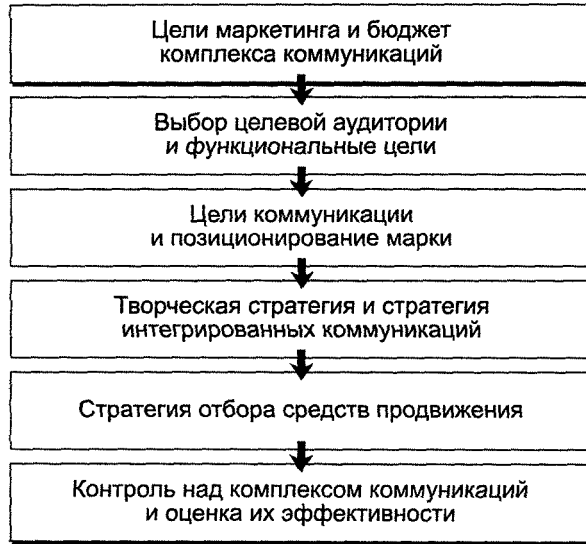 Цели маркетинга и бюджет
комплекса коммуникаций
Выбор целевой аудитории
и функциональные цели
Цели коммуникации
и позиционирование марки
Творческая стратегия и стратегия
интегрированных коммуникаций
Стратегия отбора средств продвижения
Контроль над комплексом коммуникаций
и оценка их эффективности